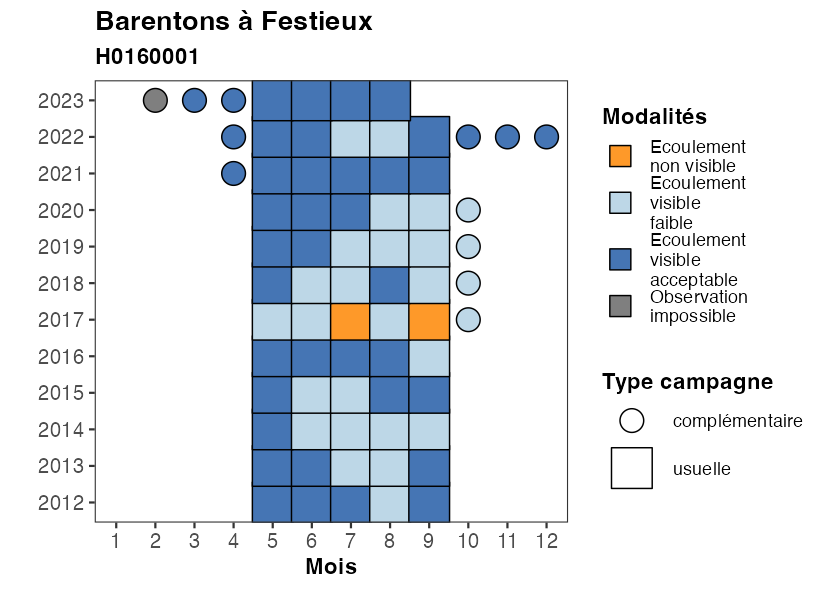 Barentons à Festieux
H0160001
2023
2022
2021
2020
2019
2018
2017
2016
2015
2014
2013
2012
1 2 3 4 5 6 7 8 9 10 11 12
Mois
Modalités
Ecoulement
non visible
Ecoulement
visible
faible
Ecoulement
visible
acceptable
Observation
impossible
Type campagne
complémentaire
usuelle